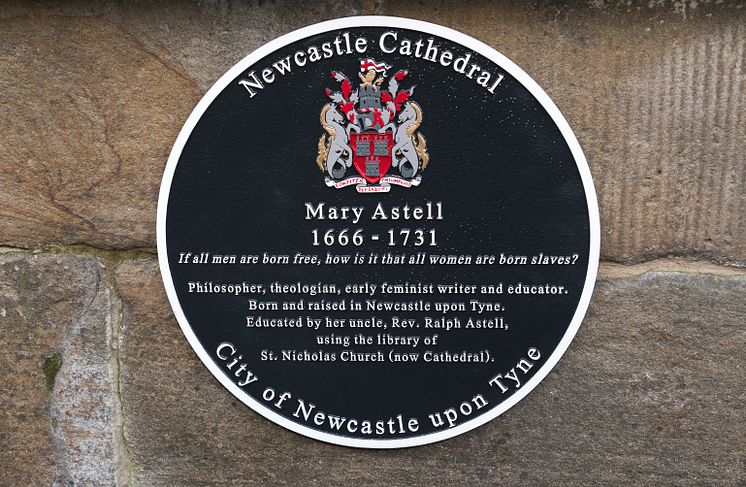 Newcastle Cathedral
Mary Astell
1666 - 1731
If all men are born free, how is it that all women are born slaves?
Philosopher, theologian, early feminist writer and educator.
Born and raised in Newcastle upon Tyne.
Educated by her uncle, Rev. Ralph Astell,
using the library of
St. Nicholas Church (now Cathedral).
City of Newcastle upon Tyne